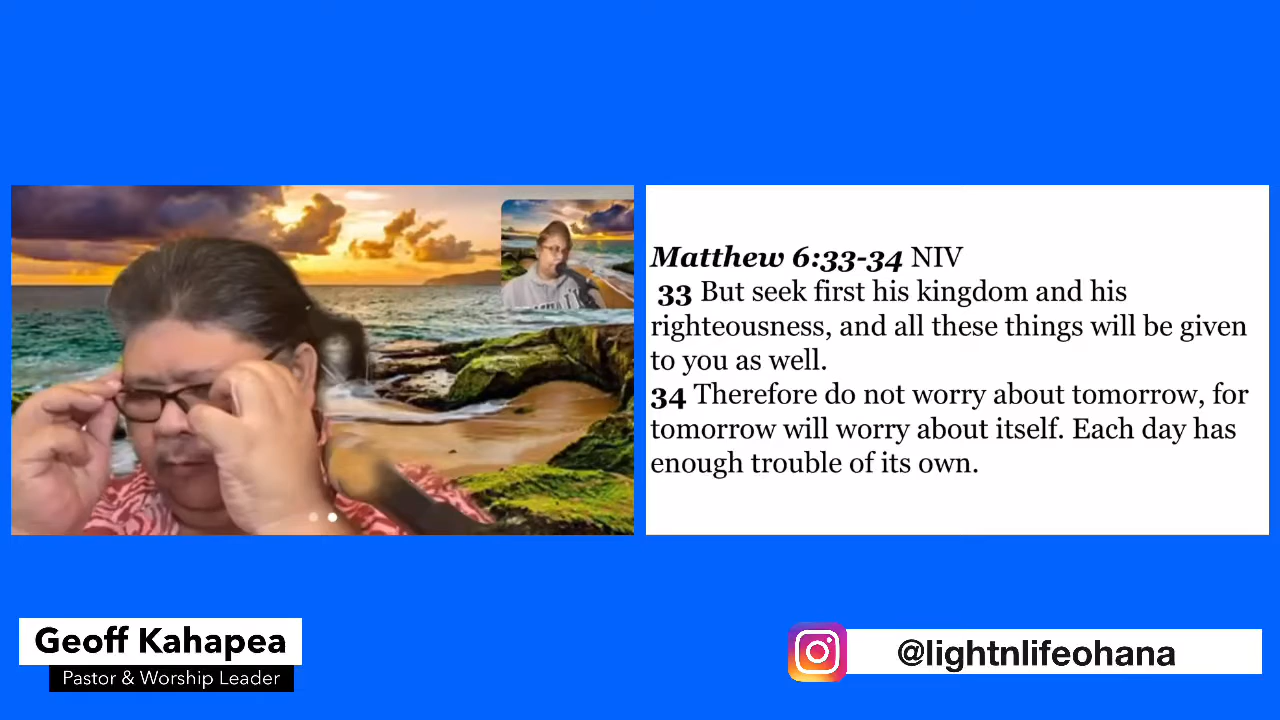 Matthew 6:33-34 NIV
33 But seek first his kingdom and his
righteousness, and all these things will be given
to you as well.
34 Therefore do not worry about tomorrow, for
tomorrow will worry about itself. Each day has
enough trouble of its own.
Geoff Kahapea
Pastor & Worship Leader
@lightnlifeohana